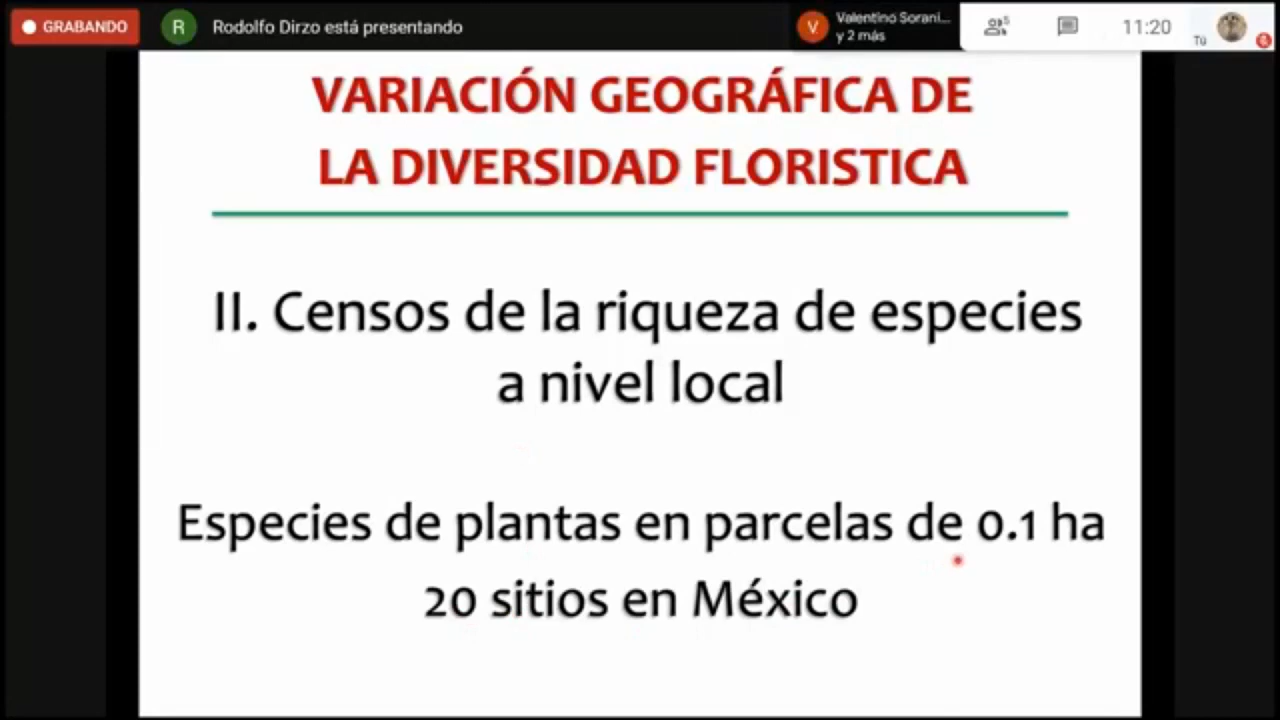 GRABANDO
R
Rodolfo Dirzo está presentando
V
Valentino Sorani...
y 2 más
5
11:20
Tú
VARIACIÓN GEOGRÁFICA DE
LA DIVERSIDAD FLORISTICA
II. Censos de la riqueza de especies
a nivel local
Especies de plantas en parcelas de 0.1 ha
20 sitios en México